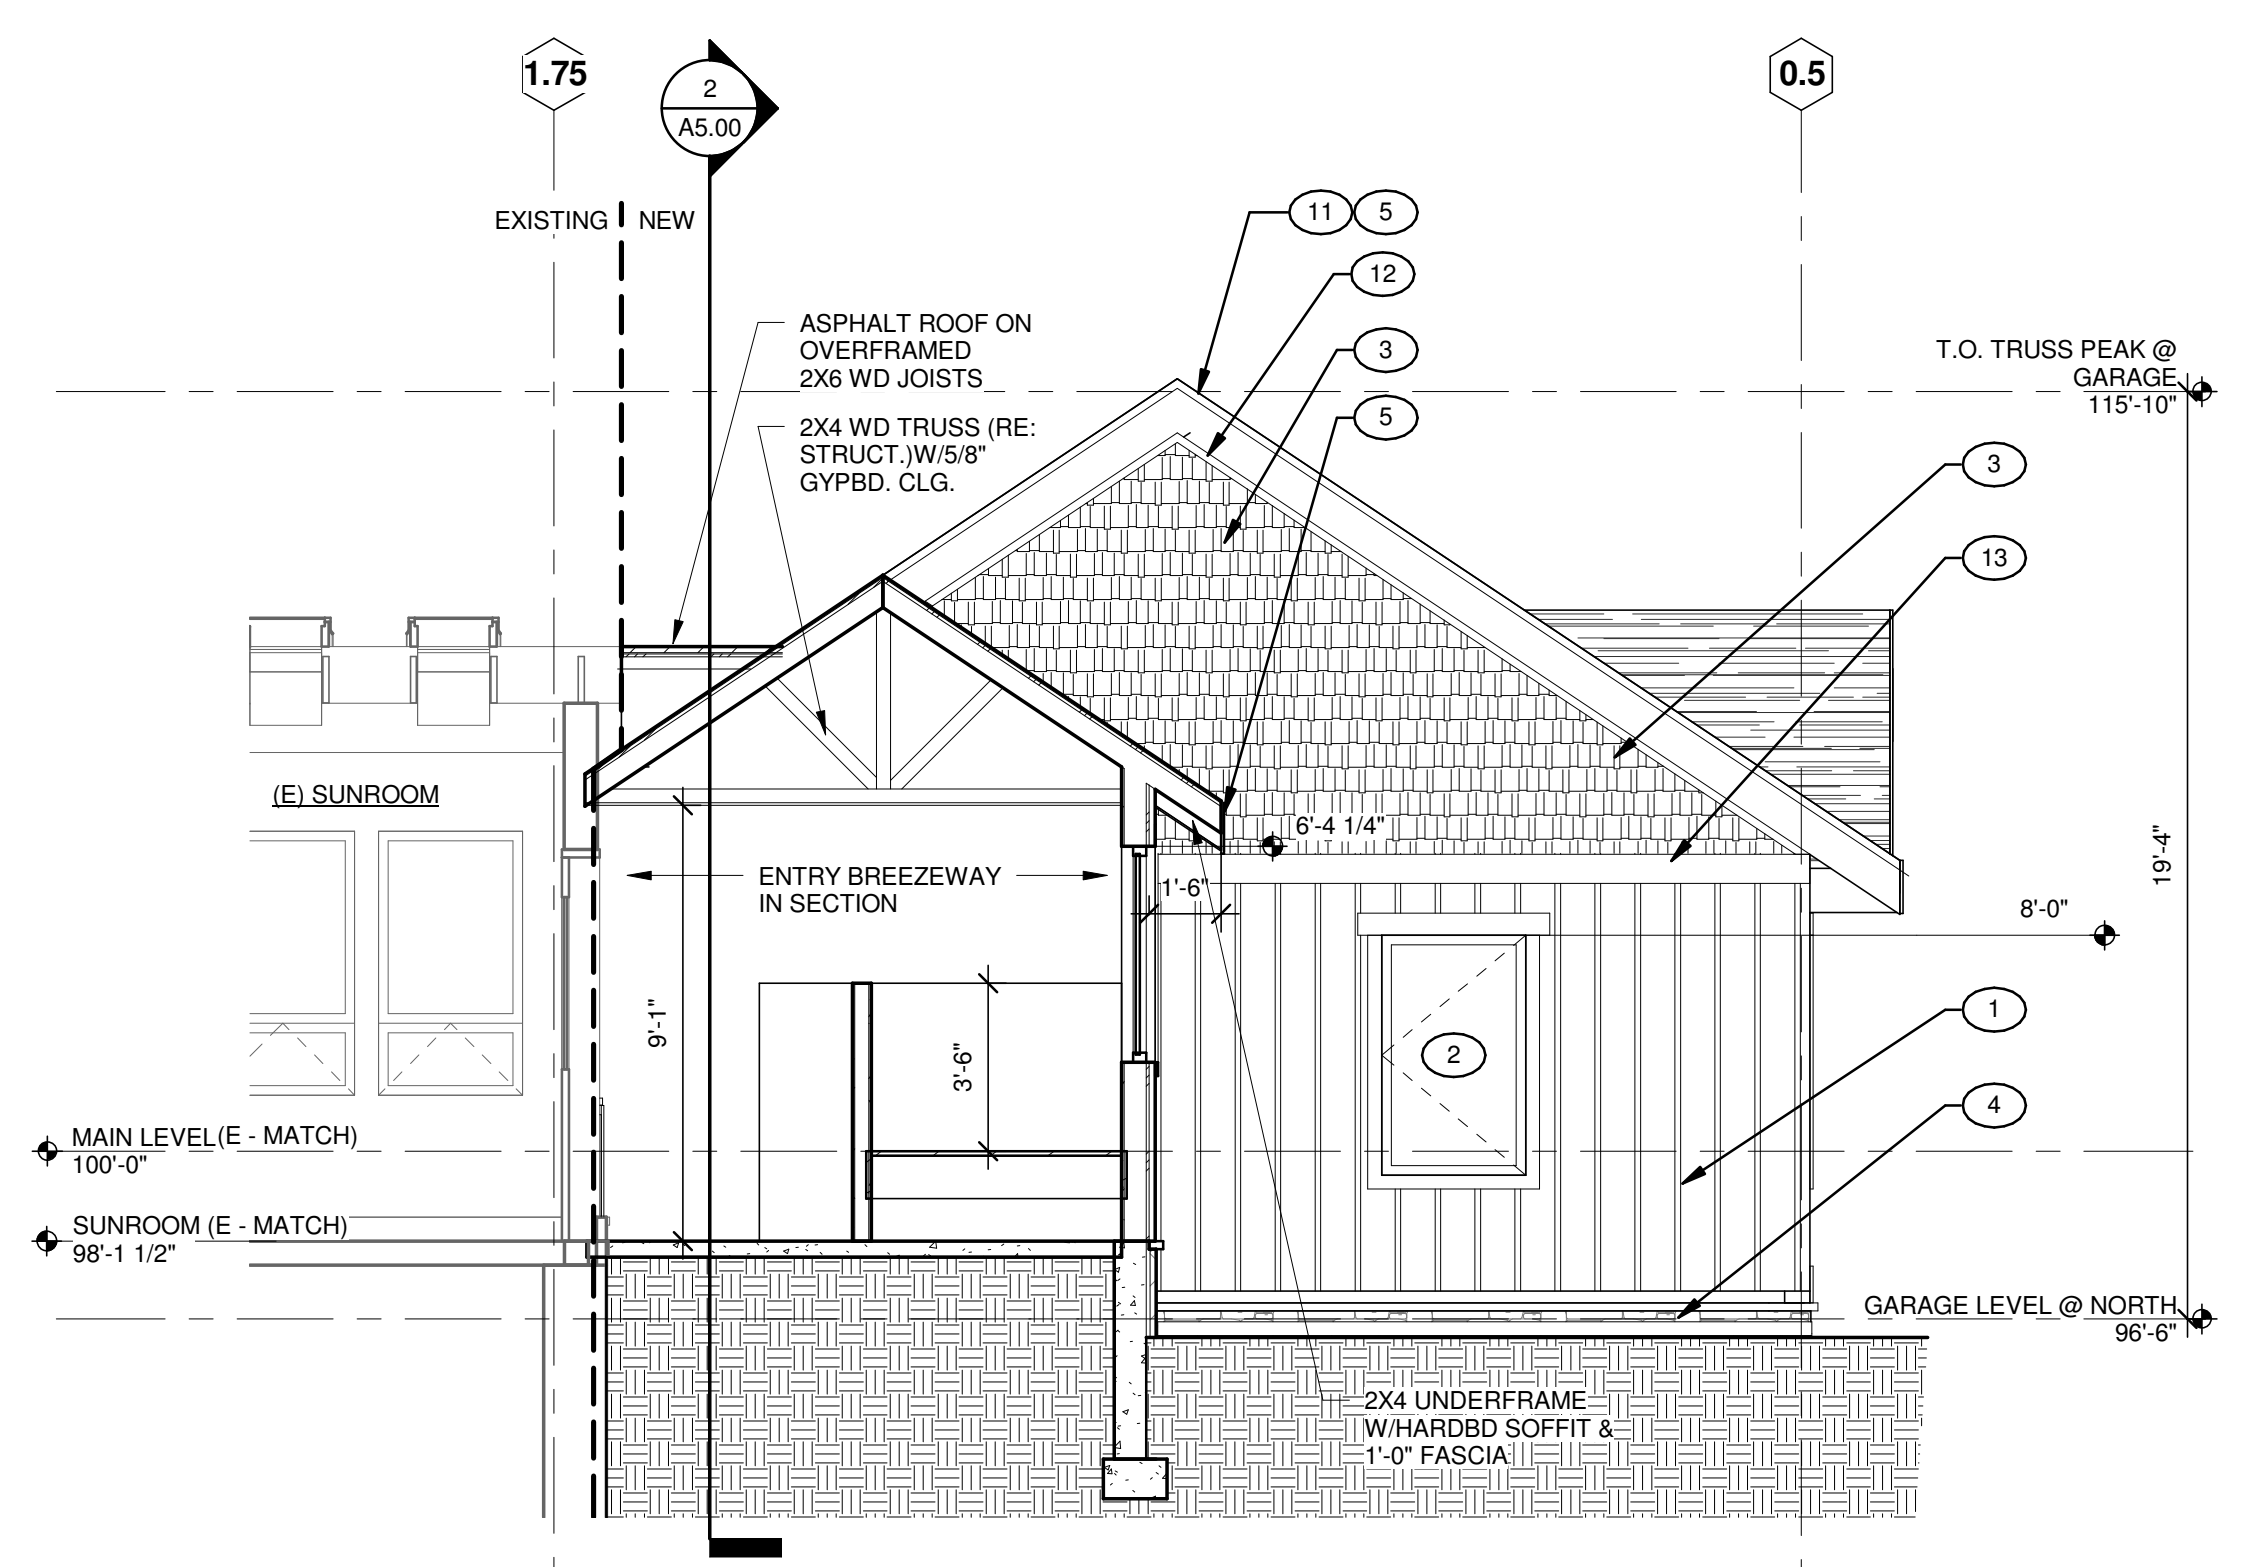 1.75
2
A5.00
0.5
EXISTING
NEW
11
5
12
3
5
ASPHALT ROOF ON
OVERFRAMED
2X6 WD JOISTS
2X4 WD TRUSS (RE:
STRUCT.)W/5/8"
GYPBD. CLG.
T.O. TRUSS PEAK @
GARAGE
115'-10"
3
13
(E) SUNROOM
6'-4 1/4"
19'-4"
ENTRY BREEZEWAY
IN SECTION
1'-6"
8'-0"
9'-1"
3'-6"
2
1
4
MAIN LEVEL(E - MATCH)
100'-0"
SUNROOM (E - MATCH)
98'-1 1/2"
GARAGE LEVEL @ NORTH
96'-6"
2X4 UNDERFRAME
W/HARDBD SOFFIT &
1'-0" FASCIA